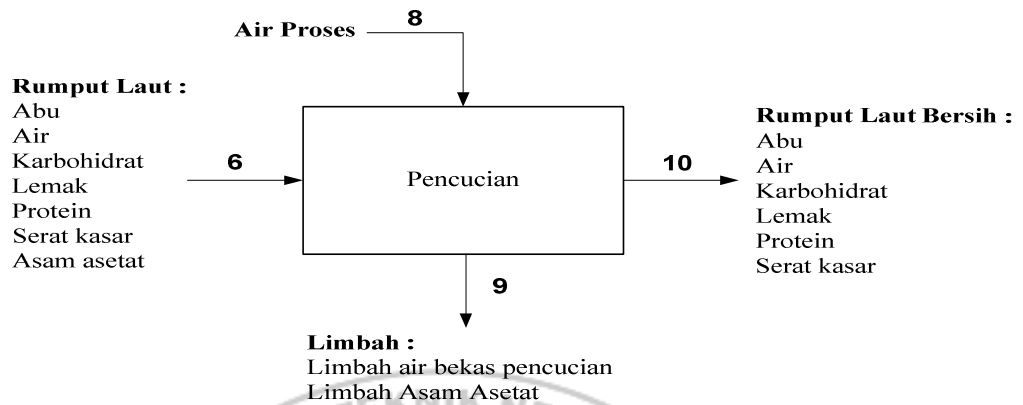 8
Air Proses
Rumput Laut :
Abu
Air
Karbohidrat
Lemak
Protein
Serat kasar
Asam asetat
6
Pencucian
10
Rumput Laut Bersih :
Abu
Air
Karbohidrat
Lemak
Protein
Serat kasar
9
Limbah :
Limbah air bekas pencucian
Limbah Asam Asetat